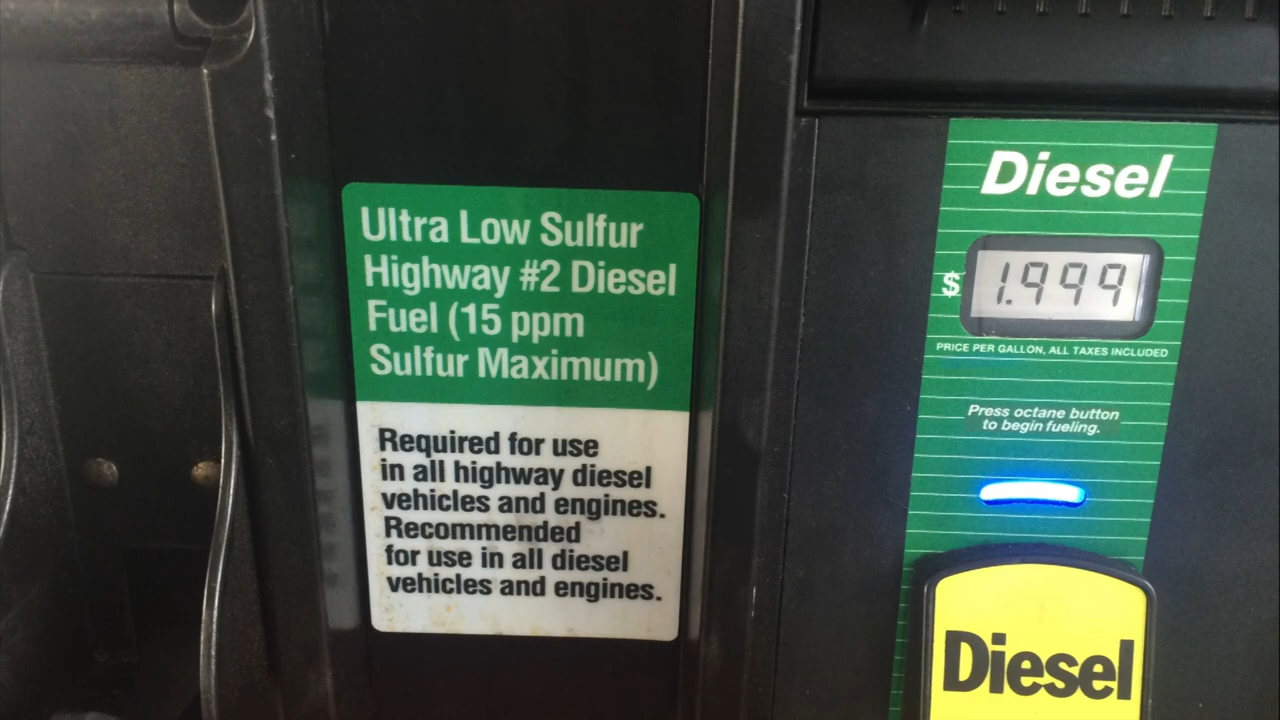 Ultra Low Sulfur
Highway #2 Diesel
Fuel (15 ppm
Sulfur Maximum)
Required for use
in all highway diesel
vehicles and engines.
Recommended
for use in all diesel
vehicles and engines.
Diesel
$ 1.999
PRICE PER GALLON, ALL TAXES INCLUDED
Press octane button
to begin fueling.
Diesel